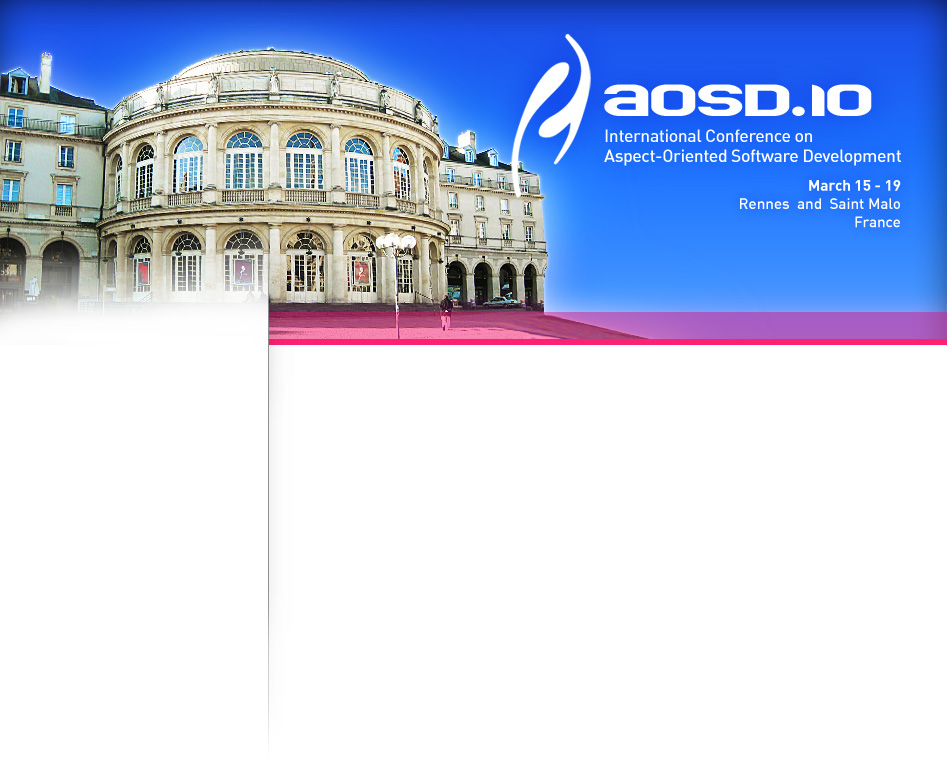 aosd.10
International Conference on
Aspect-Oriented Software Development
March 15 - 19
Rennes and Saint Malo
France